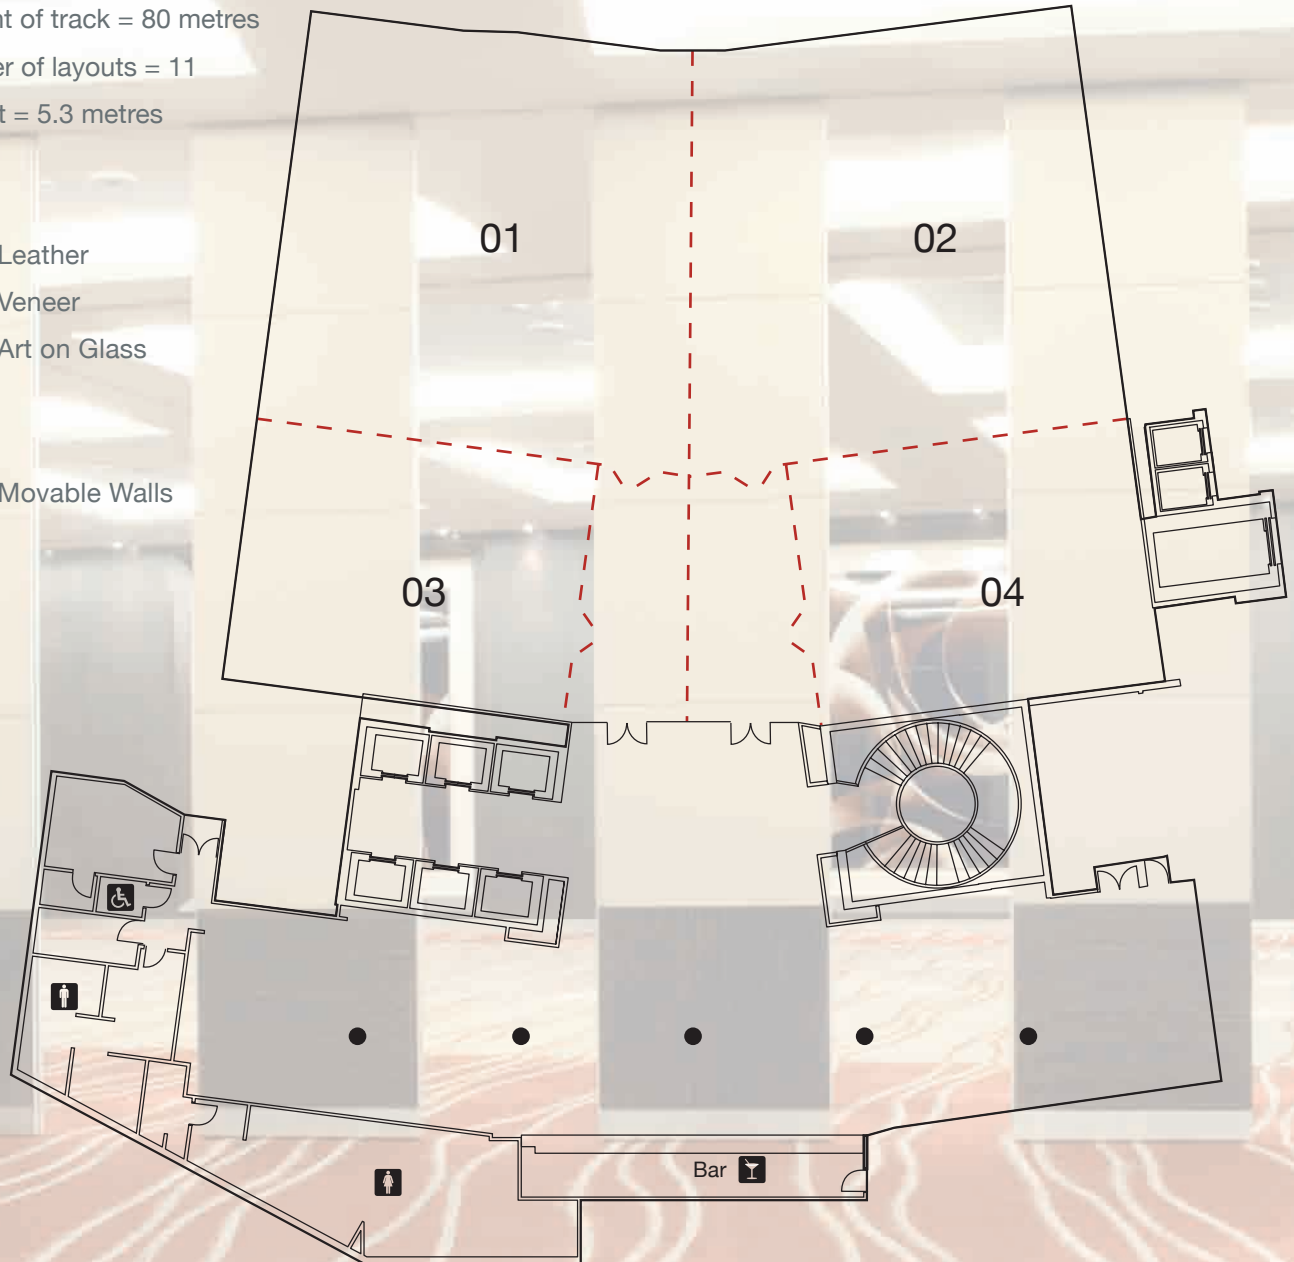 nt of track = 80 metres
er of layouts = 11
t = 5.3 metres
01
02
Leather
Veneer
Art on Glass
Movable Walls
03
04
Bar